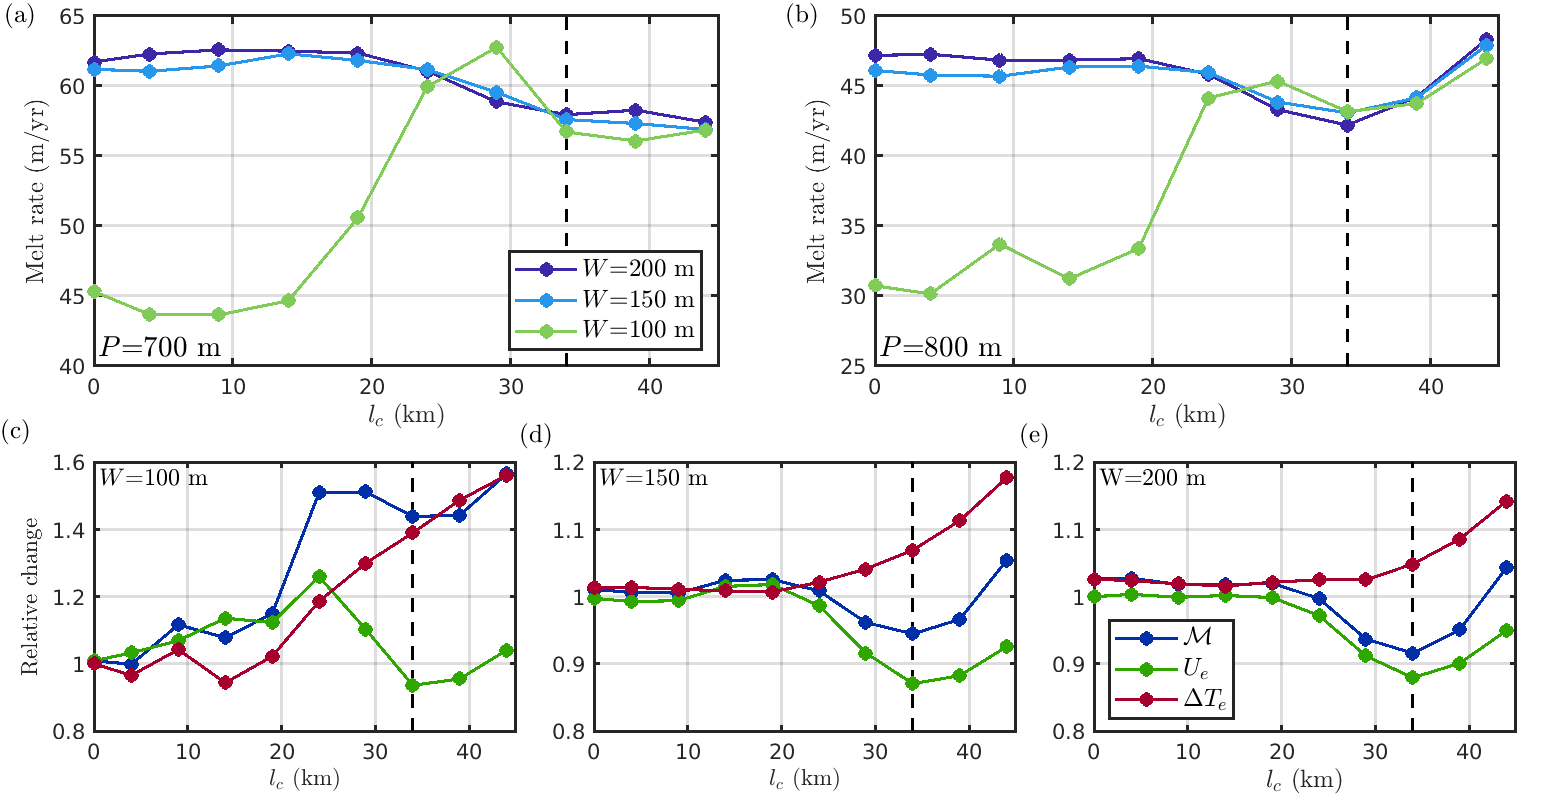 (a)
65
60
55
50
45
40
Melt rate (m/yr)
W=200 m
W=150 m
W=100 m
P=700 m
0 10 20 30 40
l_c (km)
(b)
50
45
40
35
30
25
Melt rate (m/yr)
P=800 m
0 10 20 30 40
l_c (km)
(c)
1.6
1.4
1.2
1
0.8
Relative change
W=100 m
0 10 20 30 40
l_c (km)
(d)
1.2
1.1
1
0.9
0.8
W=150 m
0 10 20 30 40
l_c (km)
(e)
1.2
1.1
1
0.9
0.8
W=200 m
ℳ
U_e
ΔT_e
0 10 20 30 40
l_c (km)